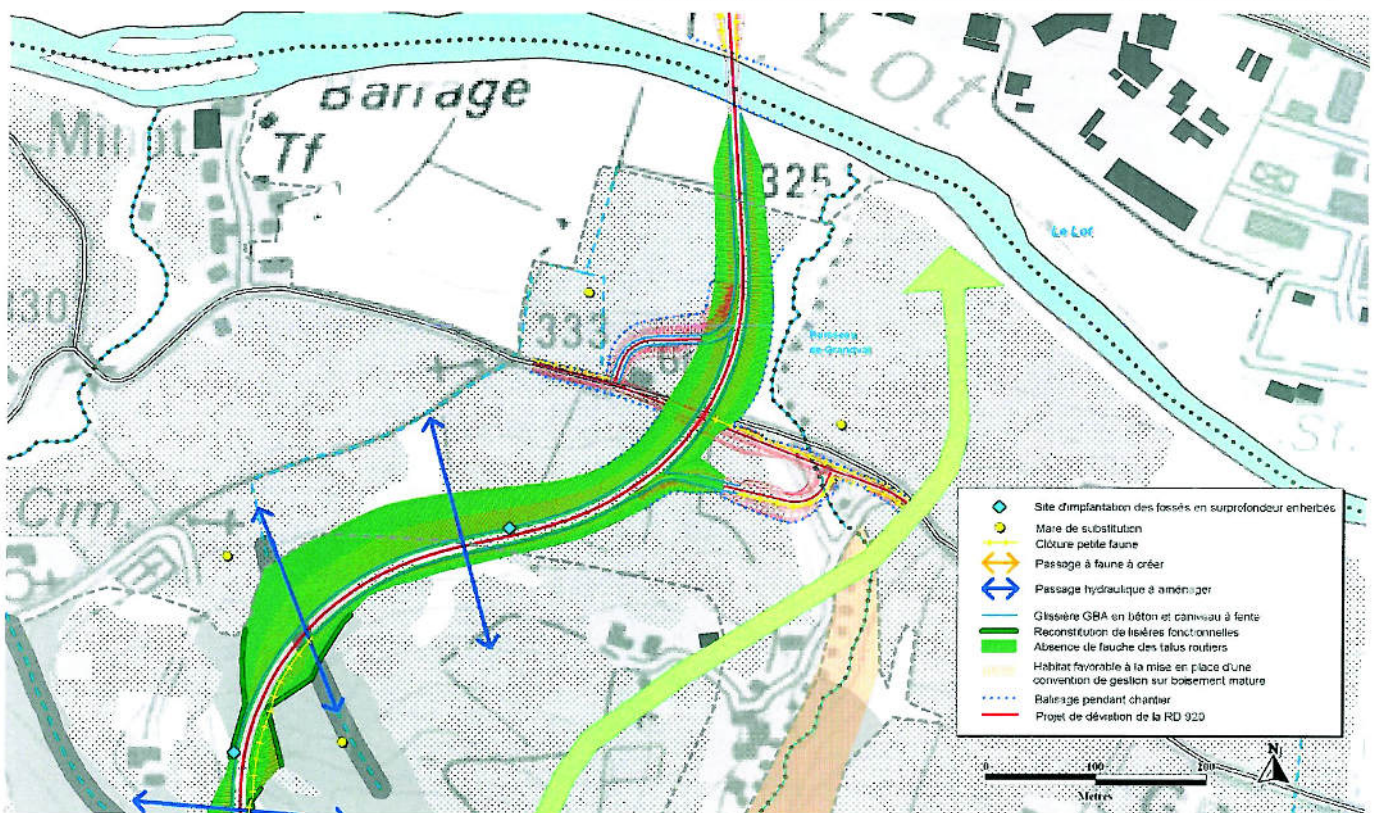 Barrage
Lot
Minot.
Tf
325
Le Lot
333
Cim.
St.
Site d'implantation des fossés en surprofondeur enherbés
Mare de substitution
Clôture petite faune
Passage à faune à créer
Passage hydraulique à aménager
Glissière GBA en béton et caniveau à fente
Reconstitution de lisières fonctionnelles
Absence de fauche des talus routiers
Habitat favorable à la mise en place d'une
convention de gestion sur boisement mature
Balisage pendant chantier
Projet de déviation de la RD 920
N
0 100 200
Metres